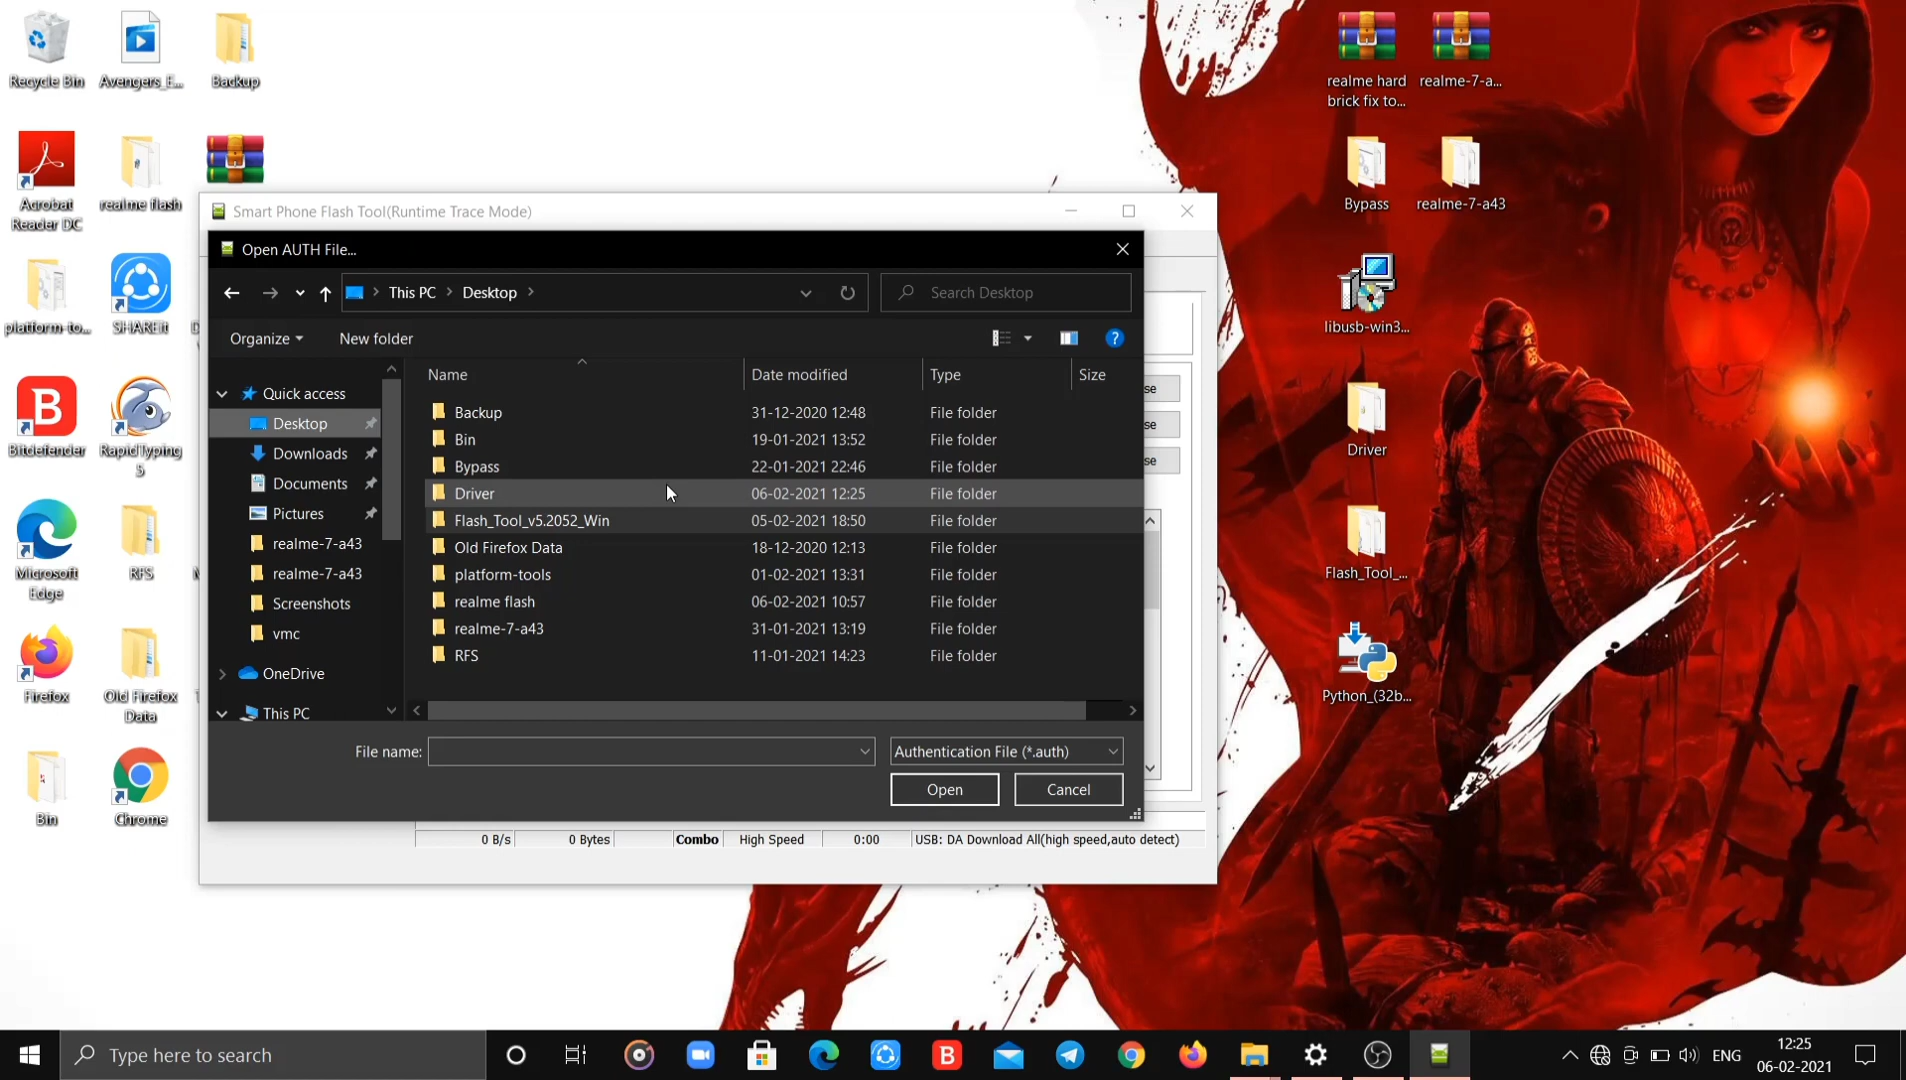 Recycle Bin
Avengers_E...
Backup
Acrobat
Reader DC
realme flash
platform-to...
SHAREit
Bitdefender
RapidTyping
5
Microsoft
Edge
RFS
Firefox
Old Firefox
Data
Bin
Chrome
Smart Phone Flash Tool(Runtime Trace Mode)
Open AUTH File...
This PC > Desktop >
Search Desktop
Organize
New folder
Quick access
Desktop
Downloads
Documents
Pictures
realme-7-a43
realme-7-a43
Screenshots
vmc
OneDrive
This PC
Name Date modified Type Size
Backup 31-12-2020 12:48 File folder
Bin 19-01-2021 13:52 File folder
Bypass 22-01-2021 22:46 File folder
Driver 06-02-2021 12:25 File folder
Flash_Tool_v5.2052_Win 05-02-2021 18:50 File folder
Old Firefox Data 18-12-2020 12:13 File folder
platform-tools 01-02-2021 13:31 File folder
realme flash 06-02-2021 10:57 File folder
realme-7-a43 31-01-2021 13:19 File folder
RFS 11-01-2021 14:23 File folder
File name:
Authentication File (*.auth)
Open
Cancel
se
se
se
0 B/s 0 Bytes Combo High Speed 0:00 USB: DA Download All(high speed,auto detect)
realme hard
brick fix to...
realme-7-a...
Bypass
realme-7-a43
libusb-win3...
Driver
Flash_Tool_...
Python_(32b...
Type here to search
ENG
12:25
06-02-2021